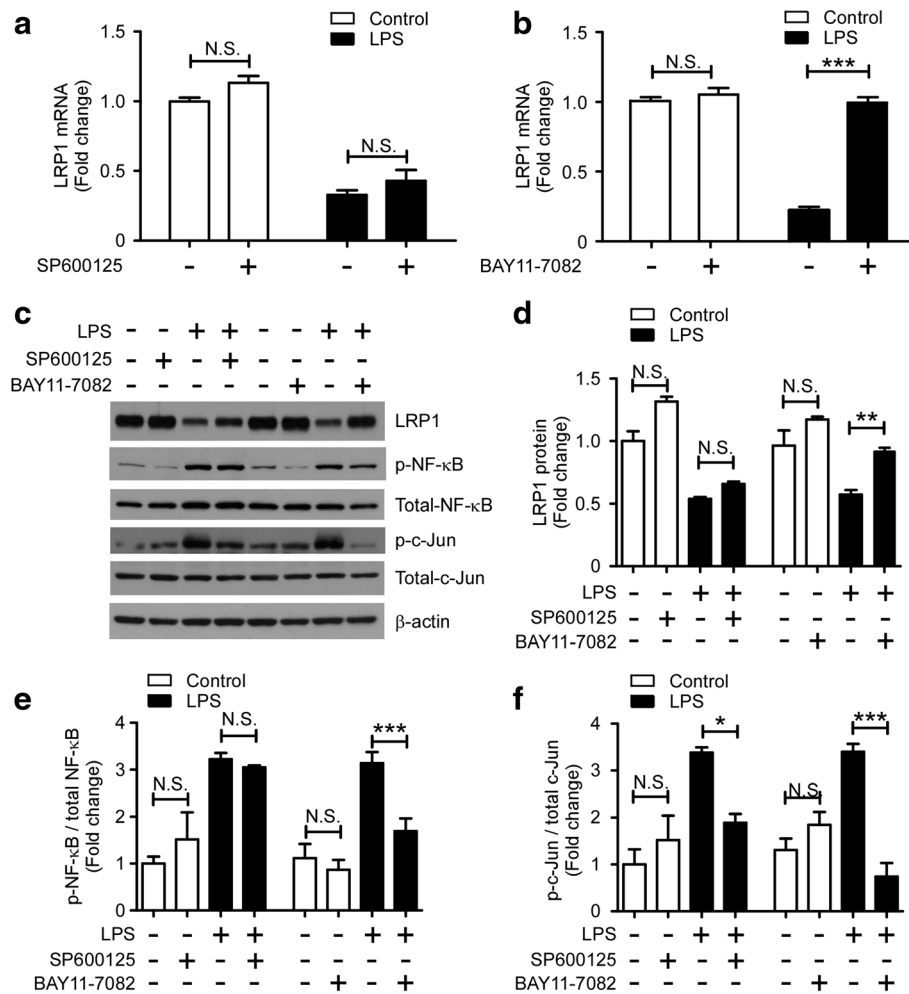 a
Control
LPS
LRP1 mRNA
(Fold change)
1.5
1.0
0.5
0
N.S.
N.S.
SP600125
- + - +
b
Control
LPS
LRP1 mRNA
(Fold change)
1.5
1.0
0.5
0
N.S.
***
BAY11-7082
- + - +
c
LPS - - + + - - + +
SP600125 - + - + - - - -
BAY11-7082 - - - - - + - +
LRP1
p-NF-κB
Total-NF-κB
p-c-Jun
Total-c-Jun
β-actin
d
Control
LPS
LRP1 protein
(Fold change)
1.5
1.0
0.5
0
N.S.
N.S.
N.S.
**
LPS - - + + - - + +
SP600125 - + - + - - - -
BAY11-7082 - - - - - + - +
e
Control
LPS
p-NF-κB / total NF-κB
(Fold change)
4
3
2
1
0
N.S.
N.S.
N.S.
***
LPS - - + + - - + +
SP600125 - + - + - - - -
BAY11-7082 - - - - - + - +
f
Control
LPS
p-c-Jun / total c-Jun
(Fold change)
4
3
2
1
0
N.S.
*
N.S.
***
LPS - - + + - - + +
SP600125 - + - + - - - -
BAY11-7082 - - - - - + - +